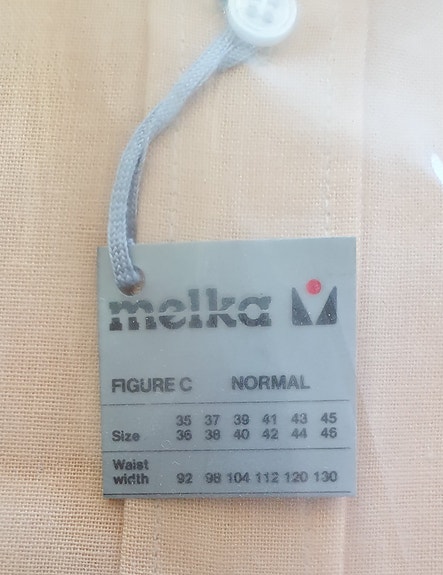 melka
FIGURE C NORMAL
35 37 39 41 43 45
Size 36 38 40 42 44 46
Waist
width 92 98 104 112 120 130